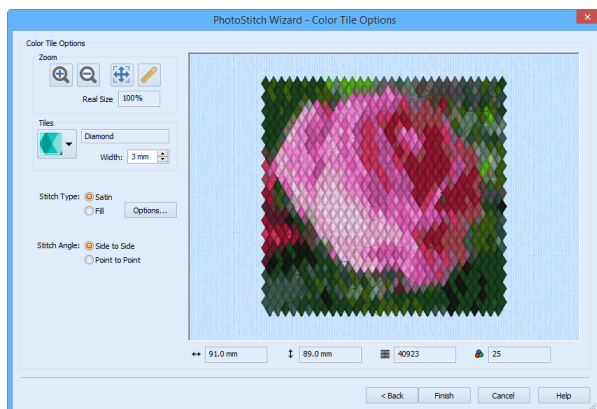 PhotoStitch Wizard - Color Tile Options
Color Tile Options
Zoom
Real Size 100%
Tiles
Diamond
Width: 3 mm
Stitch Type: Satin
Fill Options...
Stitch Angle: Side to Side
Point to Point
91.0 mm 89.0 mm 40923 25
< Back Finish Cancel Help